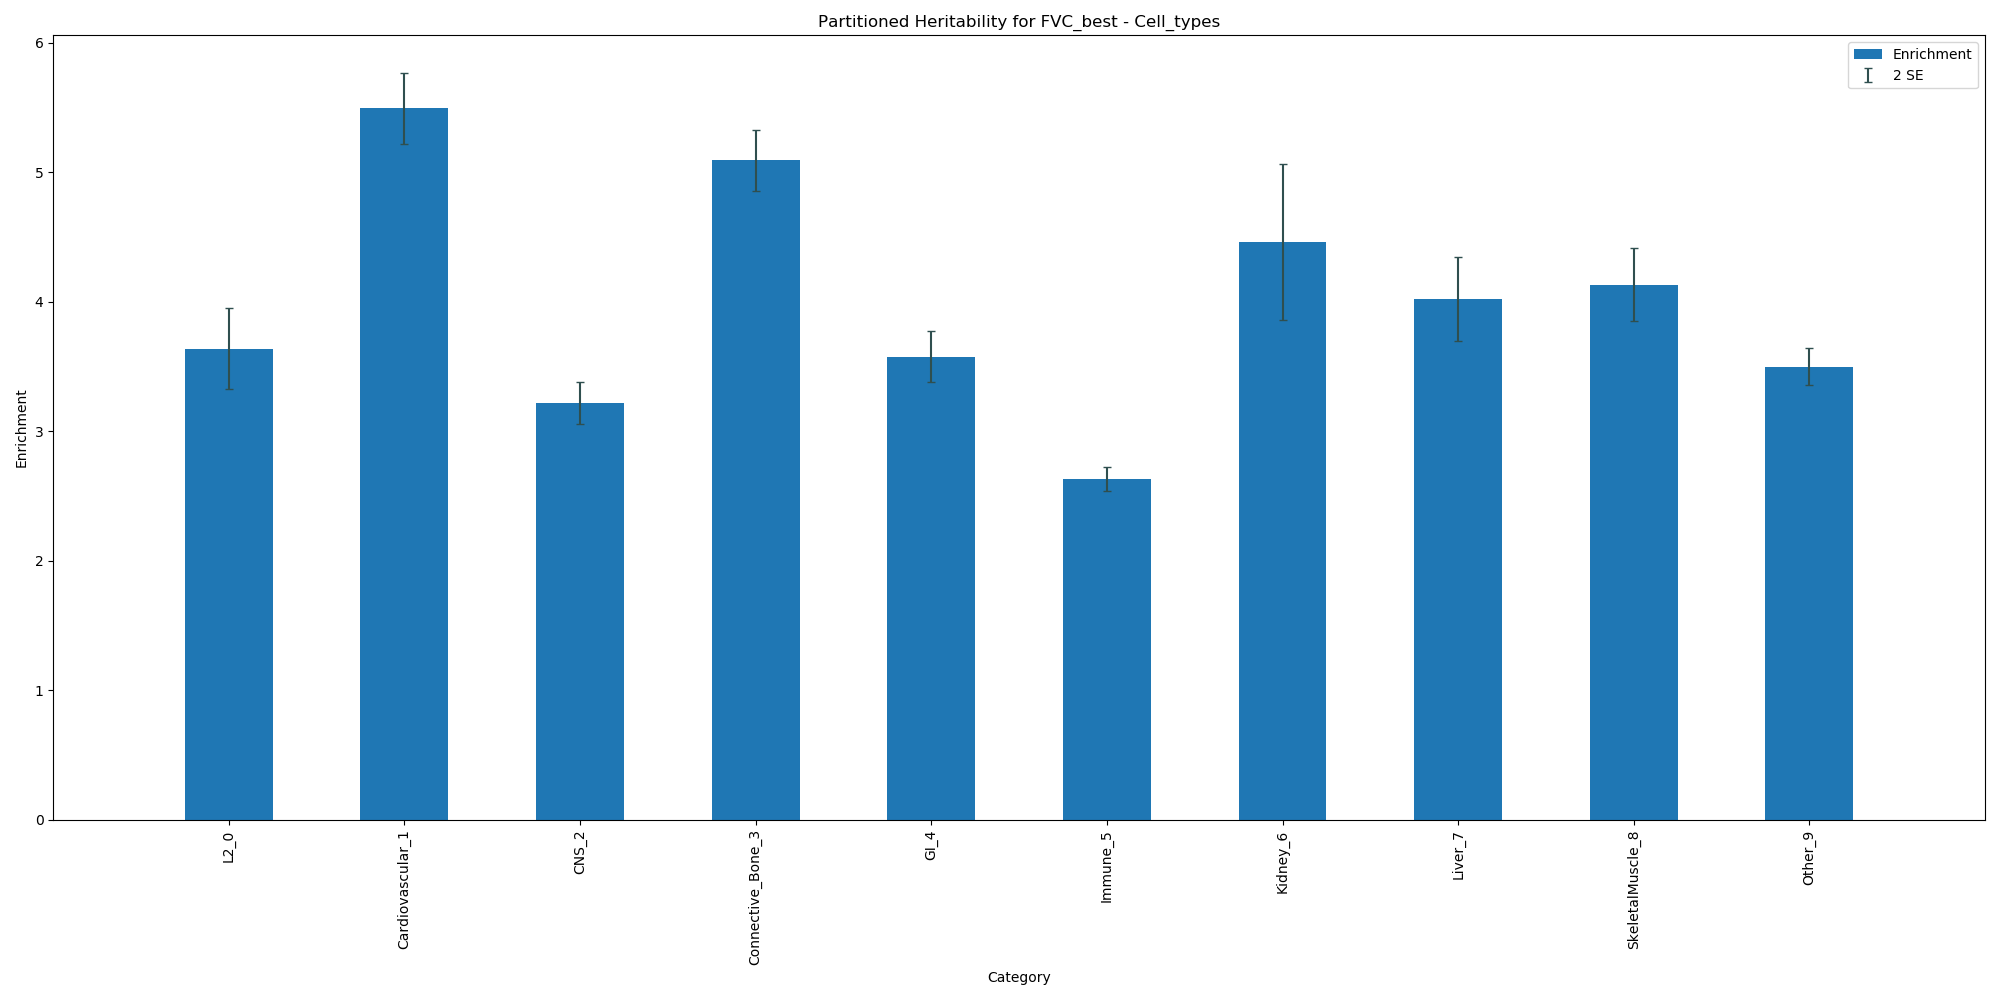 Partitioned Heritability for FVC_best - Cell_types
Enrichment
2 SE
Enrichment
6
5
4
3
2
1
0
L2_0
Cardiovascular_1
CNS_2
Connective_Bone_3
GI_4
Immune_5
Kidney_6
Liver_7
SkeletalMuscle_8
Other_9
Category